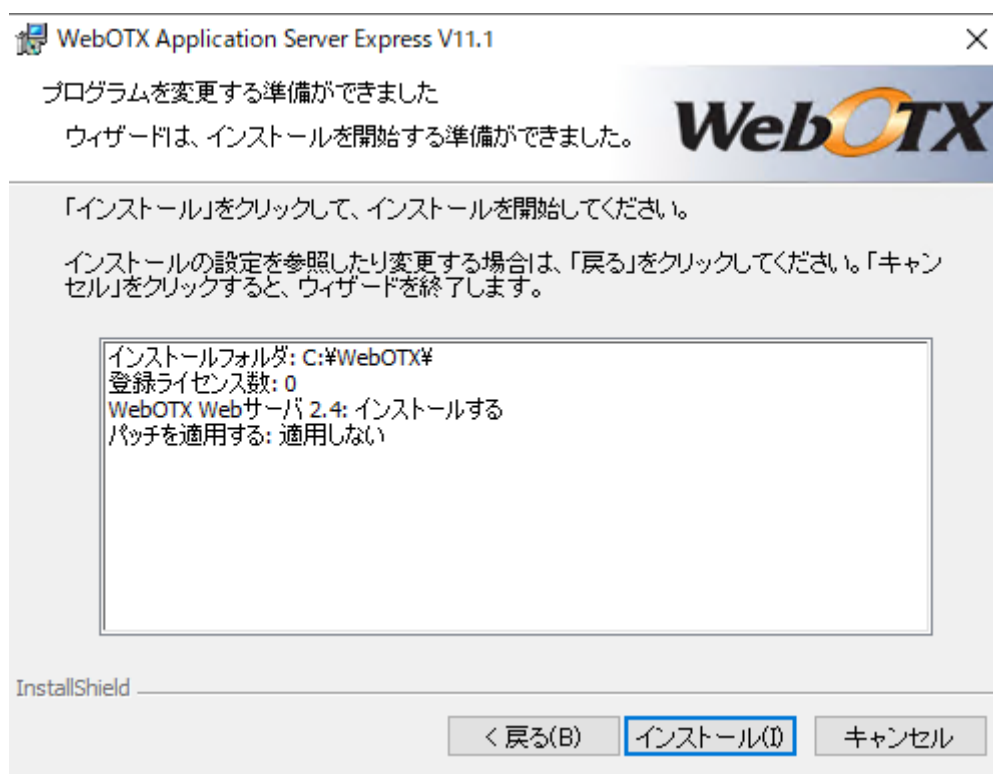 WebOTX Application Server Express V11.1
プログラムを変更する準備ができました
ウィザードは、インストールを開始する準備ができました。
WebOTX
「インストール」をクリックして、インストールを開始してください。
インストールの設定を参照したり変更する場合は、「戻る」をクリックしてください。「キャン
セル」をクリックすると、ウィザードを終了します。
インストールフォルダ: C:¥WebOTX¥
登録ライセンス数: 0
WebOTX Webサーバ 2.4: インストールする
パッチを適用する: 適用しない
InstallShield
< 戻る(B) インストール(I) キャンセル